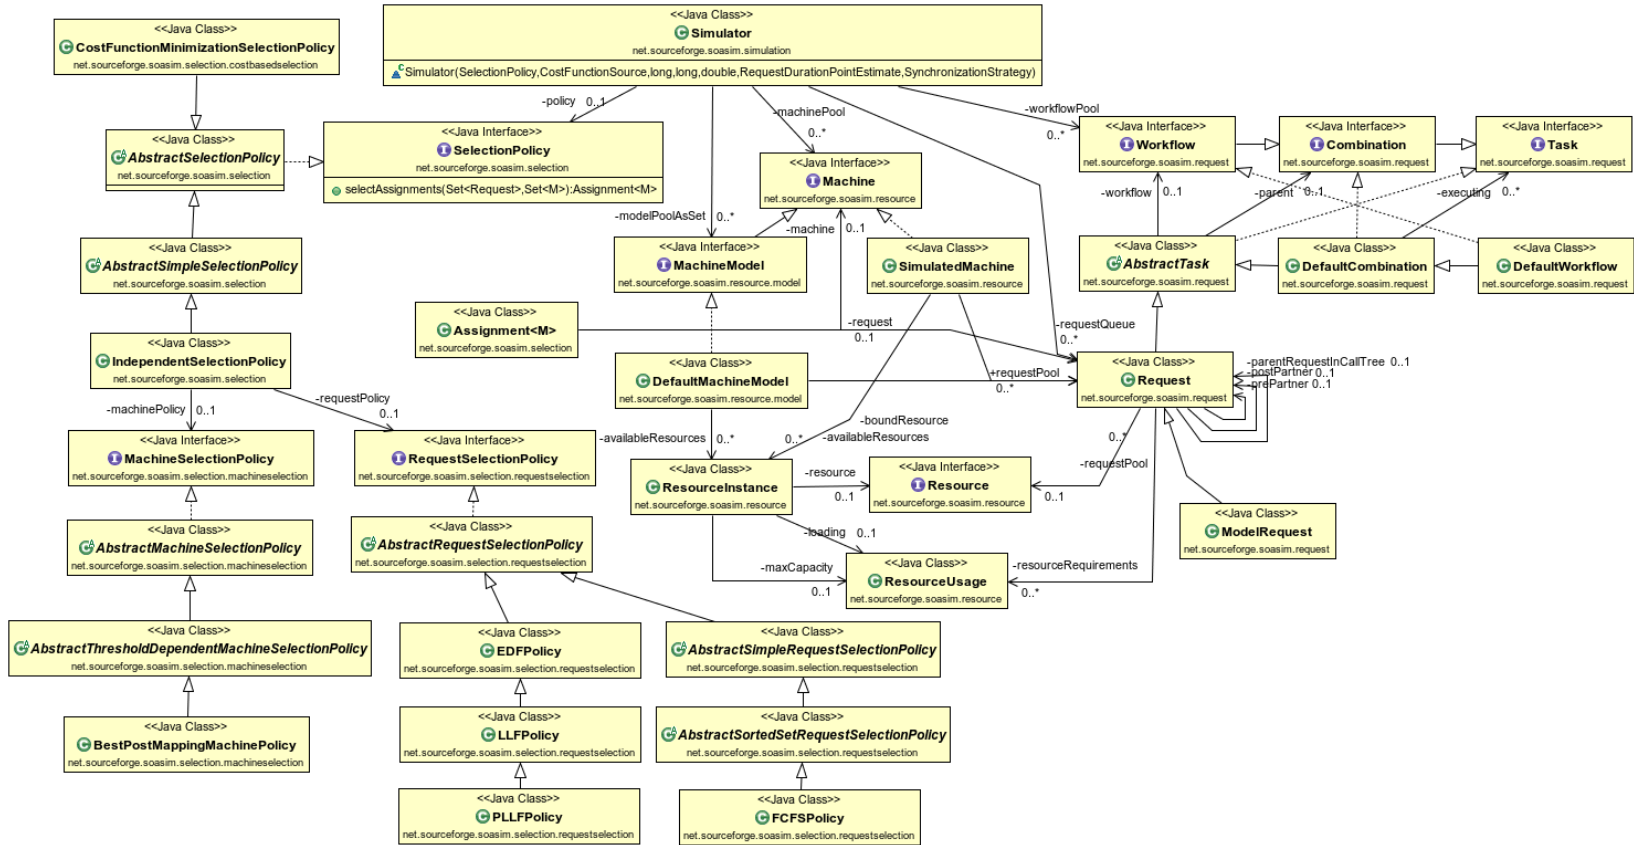 <<Java Class>>
CostFunctionMinimizationSelectionPolicy
net.sourceforge.soasim.selection.costbasedselection
<<Java Class>>
Simulator
net.sourceforge.soasim.simulation
Simulator(SelectionPolicy,CostFunctionSource,long,long,double,RequestDurationPointEstimate,SynchronizationStrategy)
-policy 0..1
-machinePool
0..*
-workflowPool
0..*
<<Java Class>>
AbstractSelectionPolicy
net.sourceforge.soasim.selection
<<Java Interface>>
SelectionPolicy
net.sourceforge.soasim.selection
selectAssignments(Set<Request>,Set<M>):Assignment<M>
<<Java Interface>>
Machine
net.sourceforge.soasim.resource
<<Java Interface>>
Workflow
net.sourceforge.soasim.request
<<Java Interface>>
Combination
net.sourceforge.soasim.request
<<Java Interface>>
Task
net.sourceforge.soasim.request
-workflow 0..1
-parent 0..1
-executing 0..*
-modelPoolAsSet 0..*
-machine 0..1
<<Java Class>>
AbstractSimpleSelectionPolicy
net.sourceforge.soasim.selection
<<Java Interface>>
MachineModel
net.sourceforge.soasim.resource.model
<<Java Class>>
SimulatedMachine
net.sourceforge.soasim.resource
<<Java Class>>
AbstractTask
net.sourceforge.soasim.request
<<Java Class>>
DefaultCombination
net.sourceforge.soasim.request
<<Java Class>>
DefaultWorkflow
net.sourceforge.soasim.request
<<Java Class>>
Assignment<M>
net.sourceforge.soasim.selection
-request
0..1
-requestQueue
0..*
<<Java Class>>
IndependentSelectionPolicy
net.sourceforge.soasim.selection
<<Java Class>>
DefaultMachineModel
net.sourceforge.soasim.resource.model
+requestPool
0..*
<<Java Class>>
Request
net.sourceforge.soasim.request
-parentRequestInCallTree 0..1
-postPartner 0..1
-prePartner 0..1
-machinePolicy 0..1
-requestPolicy
0..1
-boundResource
-availableResources 0..*
0..* -availableResources
<<Java Interface>>
MachineSelectionPolicy
net.sourceforge.soasim.selection.machineselection
<<Java Interface>>
RequestSelectionPolicy
net.sourceforge.soasim.selection.requestselection
<<Java Class>>
ResourceInstance
net.sourceforge.soasim.resource
-resource
0..1
<<Java Interface>>
Resource
net.sourceforge.soasim.resource
0..*
-requestPool
0..1
<<Java Class>>
ModelRequest
net.sourceforge.soasim.request
<<Java Class>>
AbstractMachineSelectionPolicy
net.sourceforge.soasim.selection.machineselection
<<Java Class>>
AbstractRequestSelectionPolicy
net.sourceforge.soasim.selection.requestselection
-loading 0..1
-maxCapacity
0..1
<<Java Class>>
ResourceUsage
net.sourceforge.soasim.resource
-resourceRequirements
0..*
<<Java Class>>
AbstractThresholdDependentMachineSelectionPolicy
net.sourceforge.soasim.selection.machineselection
<<Java Class>>
EDFPolicy
net.sourceforge.soasim.selection.requestselection
<<Java Class>>
AbstractSimpleRequestSelectionPolicy
net.sourceforge.soasim.selection.requestselection
<<Java Class>>
BestPostMappingMachinePolicy
net.sourceforge.soasim.selection.machineselection
<<Java Class>>
LLFPolicy
net.sourceforge.soasim.selection.requestselection
<<Java Class>>
AbstractSortedSetRequestSelectionPolicy
net.sourceforge.soasim.selection.requestselection
<<Java Class>>
PLLFPolicy
net.sourceforge.soasim.selection.requestselection
<<Java Class>>
FCFSPolicy
net.sourceforge.soasim.selection.requestselection